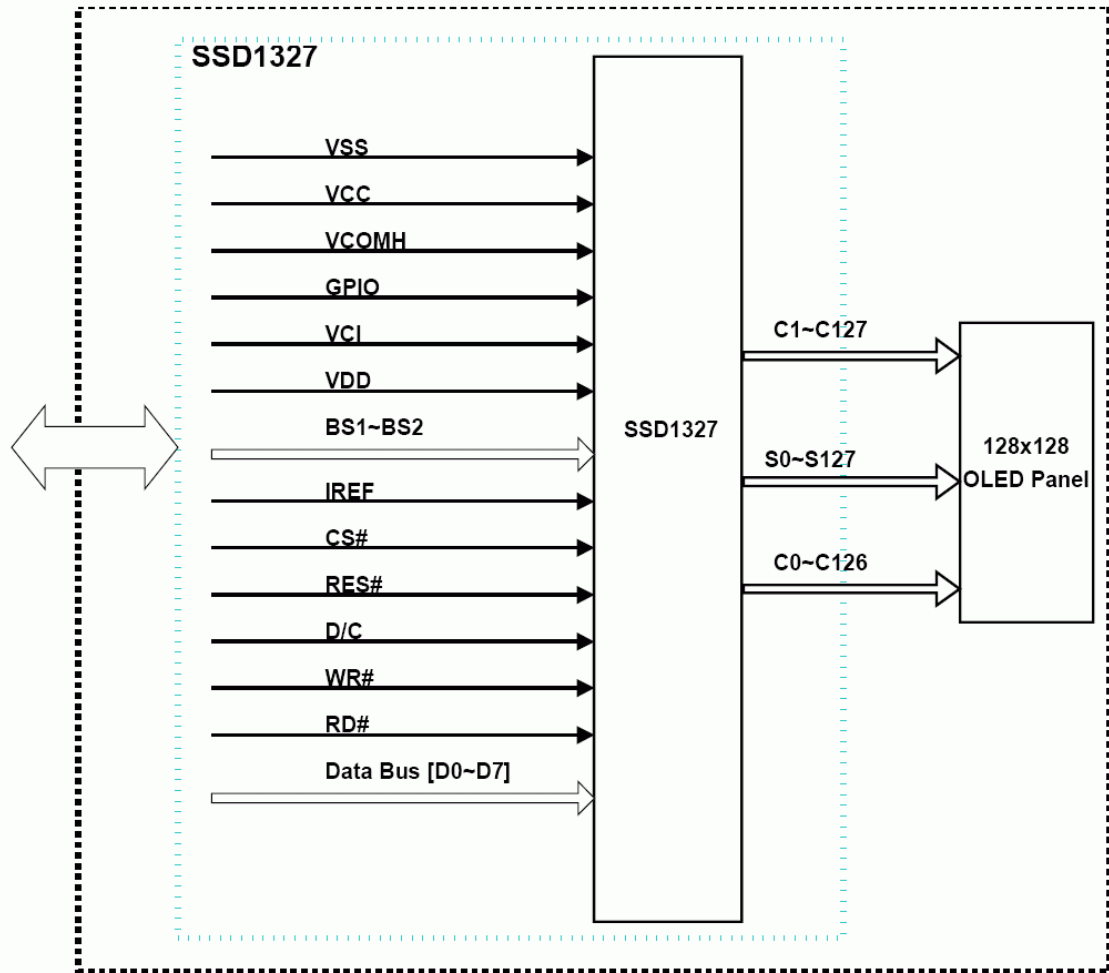 SSD1327
VSS
VCC
VCOMH
GPIO
VCI
VDD
BS1~BS2
IREF
CS#
RES#
D/C
WR#
RD#
Data Bus [D0~D7]
SSD1327
C1~C127
S0~S127
C0~C126
128x128
OLED Panel